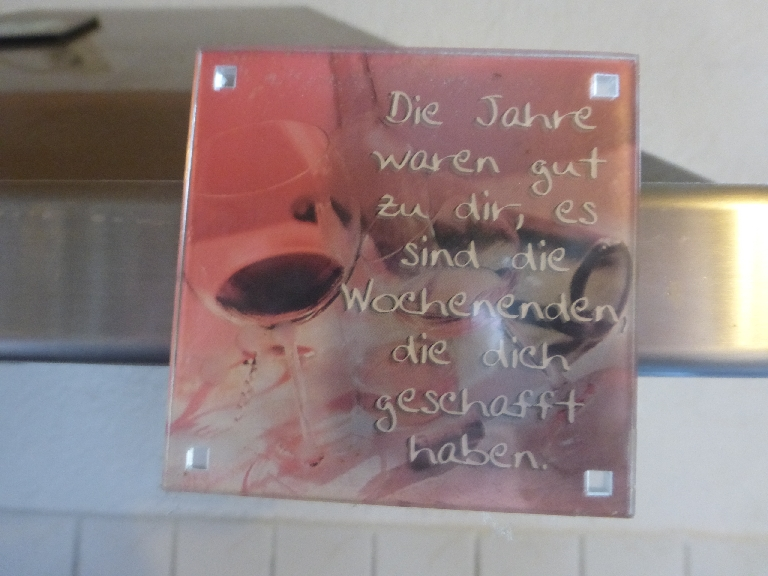 Die Jahre
waren gut
zu dir, es
sind die
Wochenenden,
die dich
geschafft
haben.